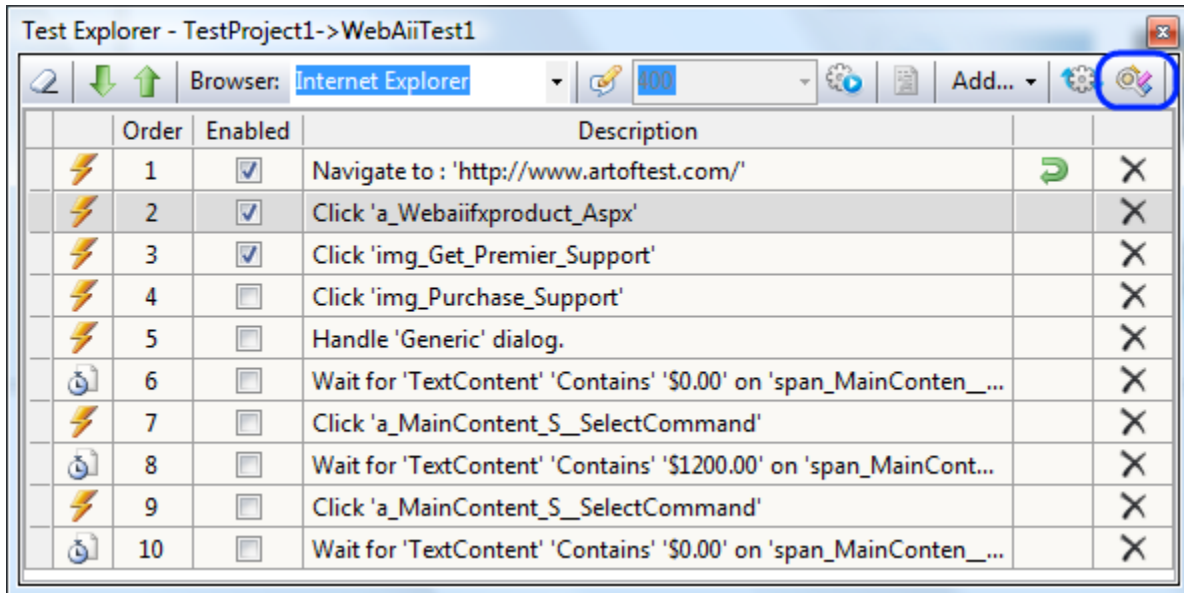 Test Explorer - TestProject1->WebAiiTest1
Browser: Internet Explorer 400 Add...
Order Enabled Description
1 Navigate to : 'http://www.artoftest.com/'
2 Click 'a_Webaiifxproduct_Aspx'
3 Click 'img_Get_Premier_Support'
4 Click 'img_Purchase_Support'
5 Handle 'Generic' dialog.
6 Wait for 'TextContent' 'Contains' '$0.00' on 'span_MainConten__...
7 Click 'a_MainContent_S__SelectCommand'
8 Wait for 'TextContent' 'Contains' '$1200.00' on 'span_MainCont...
9 Click 'a_MainContent_S__SelectCommand'
10 Wait for 'TextContent' 'Contains' '$0.00' on 'span_MainConten__...